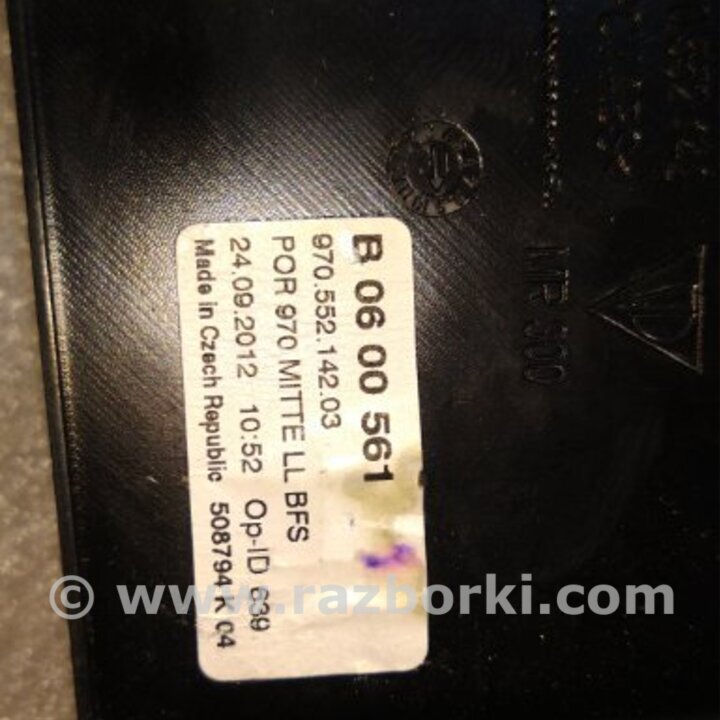 B 06 00 561
970.552.142.03
POR 970 MITTE LL BFS
24.09.2012 10:52 Op-ID 639
Made in Czech Republic 508794 K 04
© www.razborki.com